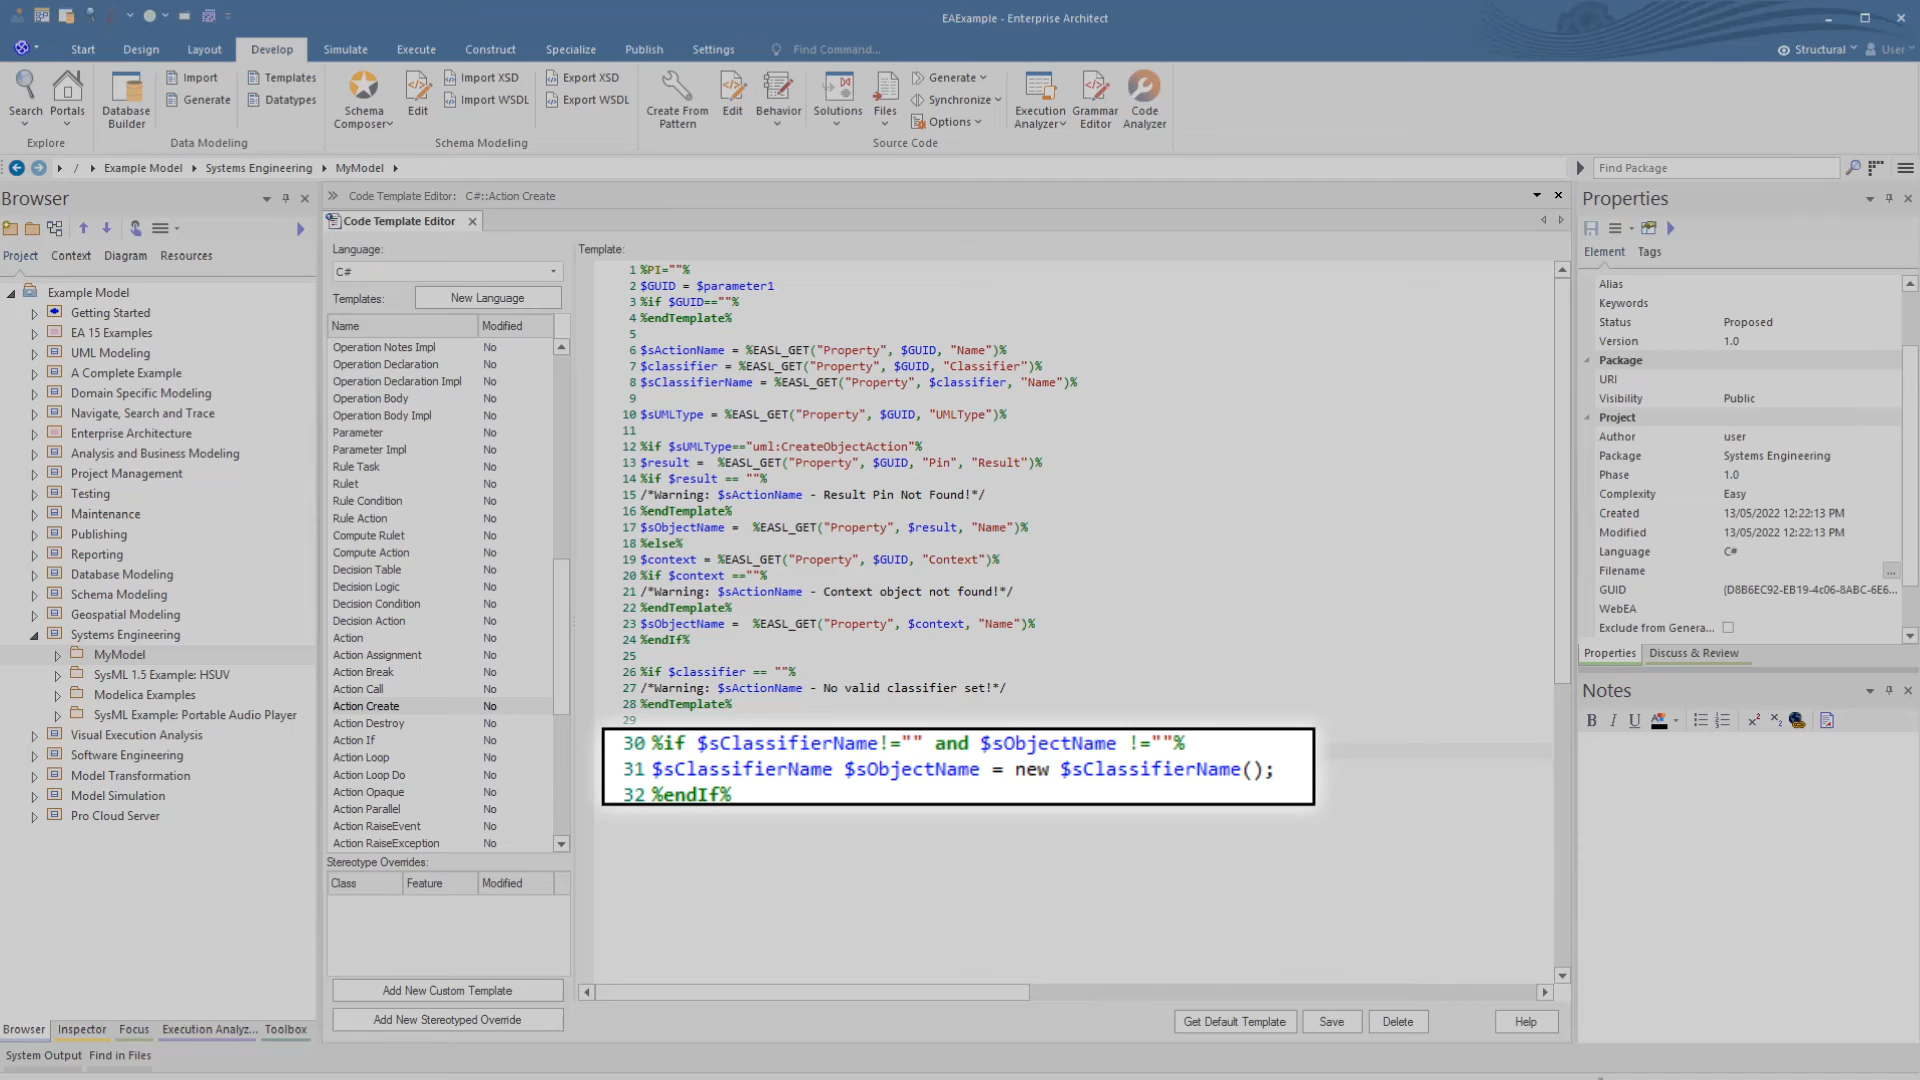 EAExample - Enterprise Architect
Start Design Layout Develop Simulate Execute Construct Specialize Publish Settings Find Command... Structural User
Search Portals Database Builder Import Generate Templates Datatypes Schema Composer Edit Import XSD Import WSDL Export XSD Export WSDL Create From Pattern Edit Behavior Solutions Files Generate Synchronize Options Execution Analyzer Grammar Editor Code Analyzer
Explore Data Modeling Schema Modeling Source Code
/ Example Model Systems Engineering MyModel Find Package
Browser
Project Context Diagram Resources
Example Model
Getting Started
EA 15 Examples
UML Modeling
A Complete Example
Domain Specific Modeling
Navigate, Search and Trace
Enterprise Architecture
Analysis and Business Modeling
Project Management
Testing
Maintenance
Publishing
Reporting
Database Modeling
Schema Modeling
Geospatial Modeling
Systems Engineering
MyModel
SysML 1.5 Example: HSUV
Modelica Examples
SysML Example: Portable Audio Player
Visual Execution Analysis
Software Engineering
Model Transformation
Model Simulation
Pro Cloud Server
Browser Inspector Focus Execution Analyz... Toolbox
System Output Find in Files
Code Template Editor: C#::Action Create
Code Template Editor
Language:
C#
Templates: New Language
Name Modified
Operation Notes Impl No
Operation Declaration No
Operation Declaration Impl No
Operation Body No
Operation Body Impl No
Parameter No
Parameter Impl No
Rule Task No
Rulet No
Rule Condition No
Rule Action No
Compute Rulet No
Compute Action No
Decision Table No
Decision Logic No
Decision Condition No
Decision Action No
Action No
Action Assignment No
Action Break No
Action Call No
Action Create No
Action Destroy No
Action If No
Action Loop No
Action Loop Do No
Action Opaque No
Action Parallel No
Action RaiseEvent No
Action RaiseException No
Stereotype Overrides:
Class Feature Modified
Add New Custom Template
Add New Stereotyped Override
Template:
1 %PI=""%
2 $GUID = $parameter1
3 %if $GUID==""%
4 %endTemplate%
5
6 $sActionName = %EASL_GET("Property", $GUID, "Name")%
7 $classifier = %EASL_GET("Property", $GUID, "Classifier")%
8 $sClassifierName = %EASL_GET("Property", $classifier, "Name")%
9
10 $sUMLType = %EASL_GET("Property", $GUID, "UMLType")%
11
12 %if $sUMLType=="uml:CreateObjectAction"%
13 $result =  %EASL_GET("Property", $GUID, "Pin", "Result")%
14 %if $result == ""%
15 /*Warning: $sActionName - Result Pin Not Found!*/
16 %endTemplate%
17 $sObjectName =  %EASL_GET("Property", $result, "Name")%
18 %else%
19 $context = %EASL_GET("Property", $GUID, "Context")%
20 %if $context ==""%
21 /*Warning: $sActionName - Context object not found!*/
22 %endTemplate%
23 $sObjectName =  %EASL_GET("Property", $context, "Name")%
24 %endIf%
25
26 %if $classifier == ""%
27 /*Warning: $sActionName - No valid classifier set!*/
28 %endTemplate%
29
30 %if $sClassifierName!="" and $sObjectName !=""%
31 $sClassifierName $sObjectName = new $sClassifierName();
32 %endIf%
Get Default Template Save Delete Help
Properties
Element Tags
Alias
Keywords
Status Proposed
Version 1.0
Package
URI
Visibility Public
Project
Author user
Package Systems Engineering
Phase 1.0
Complexity Easy
Created 13/05/2022 12:22:13 PM
Modified 13/05/2022 12:22:13 PM
Language C#
Filename ...
GUID {D8B6EC92-EB19-4c06-8ABC-6E6...
WebEA
Exclude from Genera...
Properties Discuss & Review
Notes
B I U A x² x₂